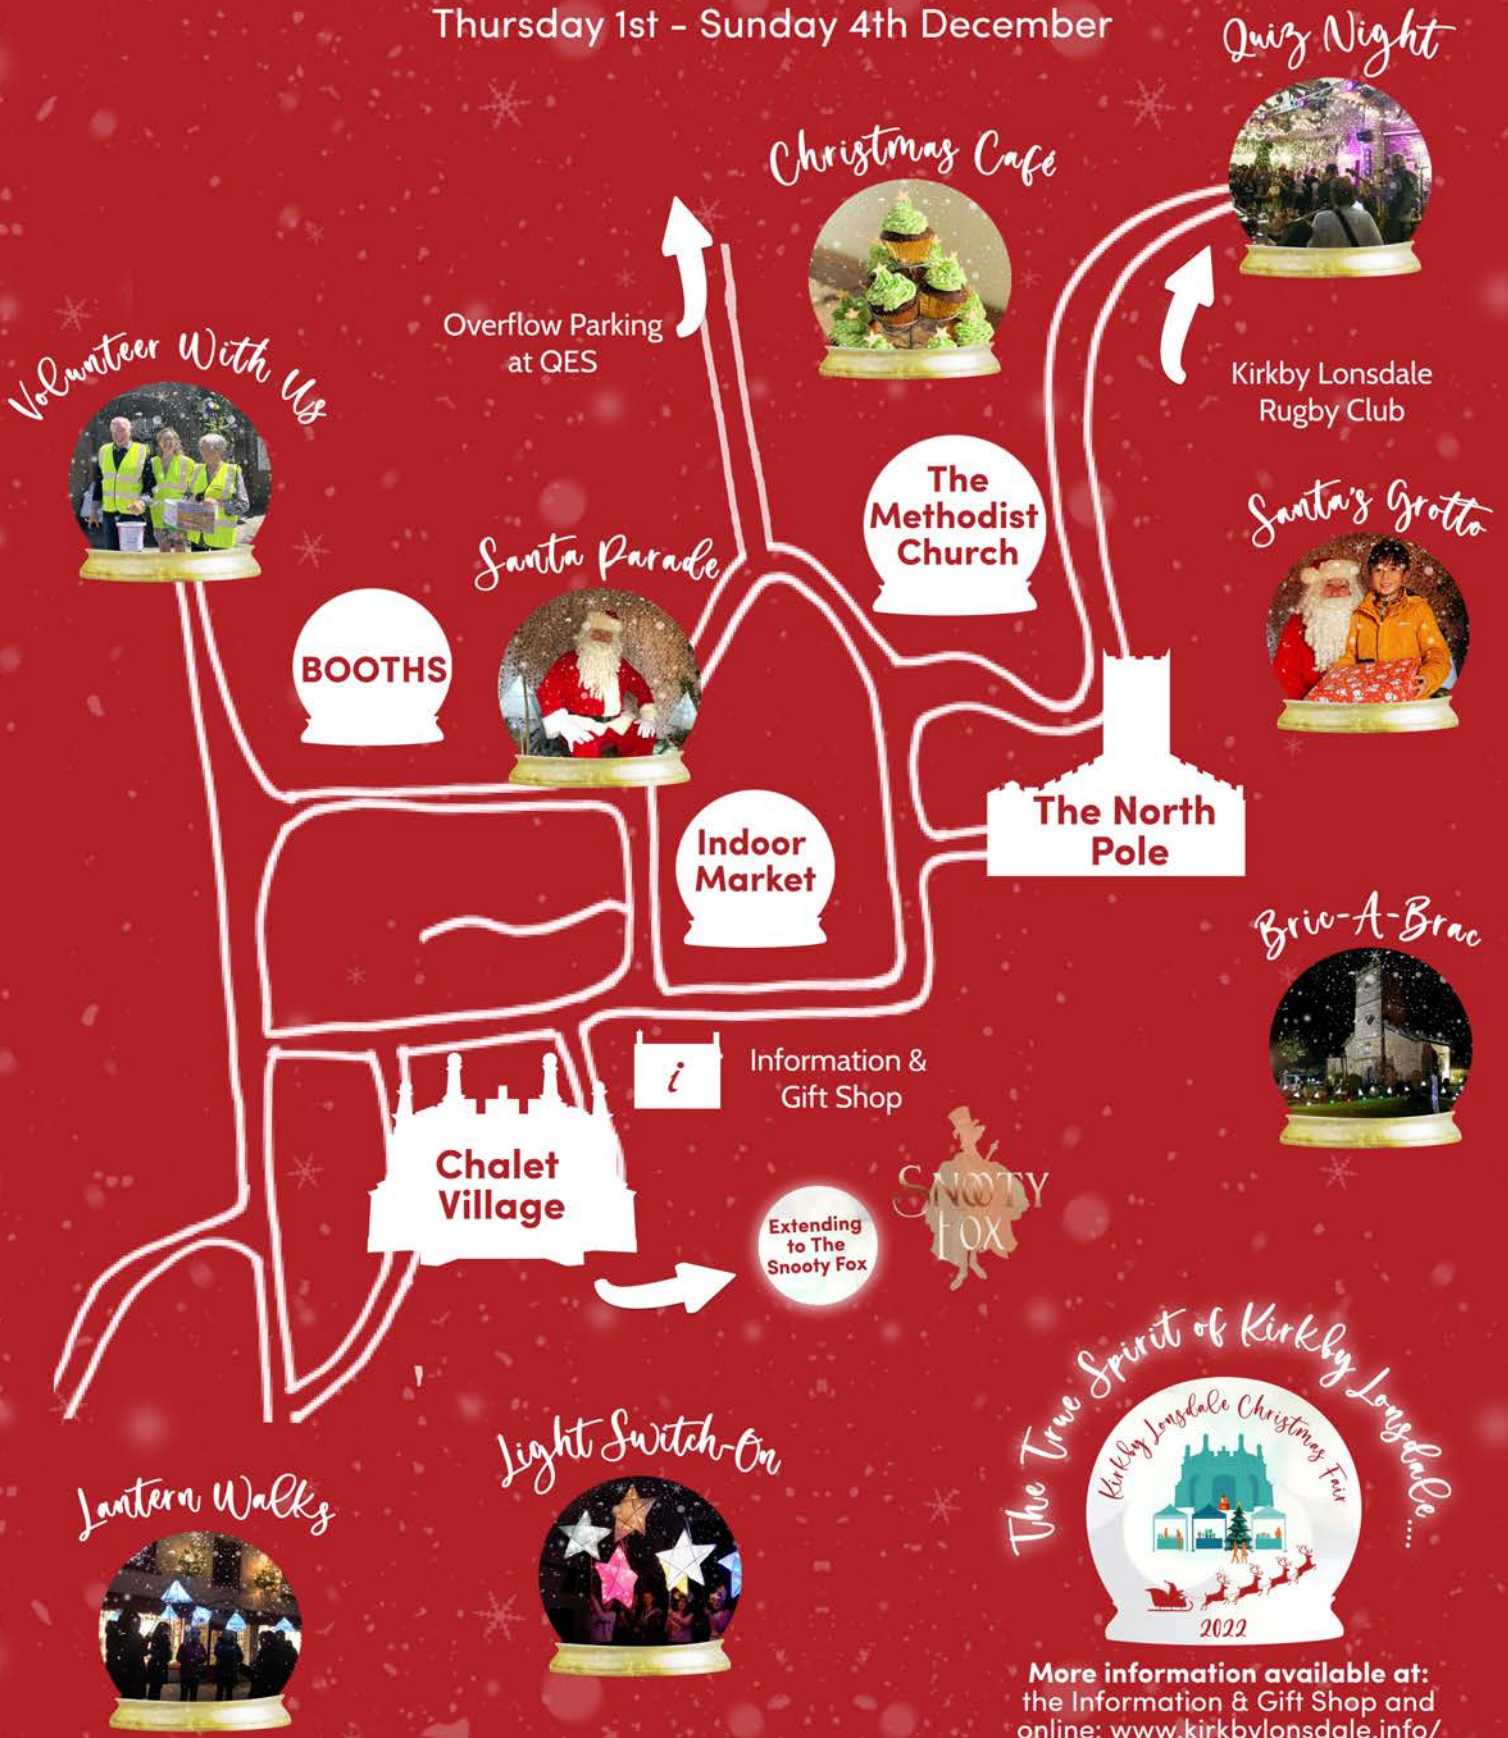 Thursday 1st - Sunday 4th December
Quiz Night
Christmas Café
Overflow Parking
at QES
Kirkby Lonsdale
Rugby Club
Volunteer With Us
The
Methodist
Church
Santa's Grotto
Santa Parade
BOOTHS
The North
Pole
Indoor
Market
Bric-A-Brac
i
Information &
Gift Shop
Chalet
Village
SNOOTY
FOX
Extending
to The
Snooty Fox
The True Spirit of Kirkby Lonsdale....
Kirkby Lonsdale Christmas Fair
2022
Light Switch-On
Lantern Walks
More information available at:
the Information & Gift Shop and
online: www.kirkbylonsdale.info/